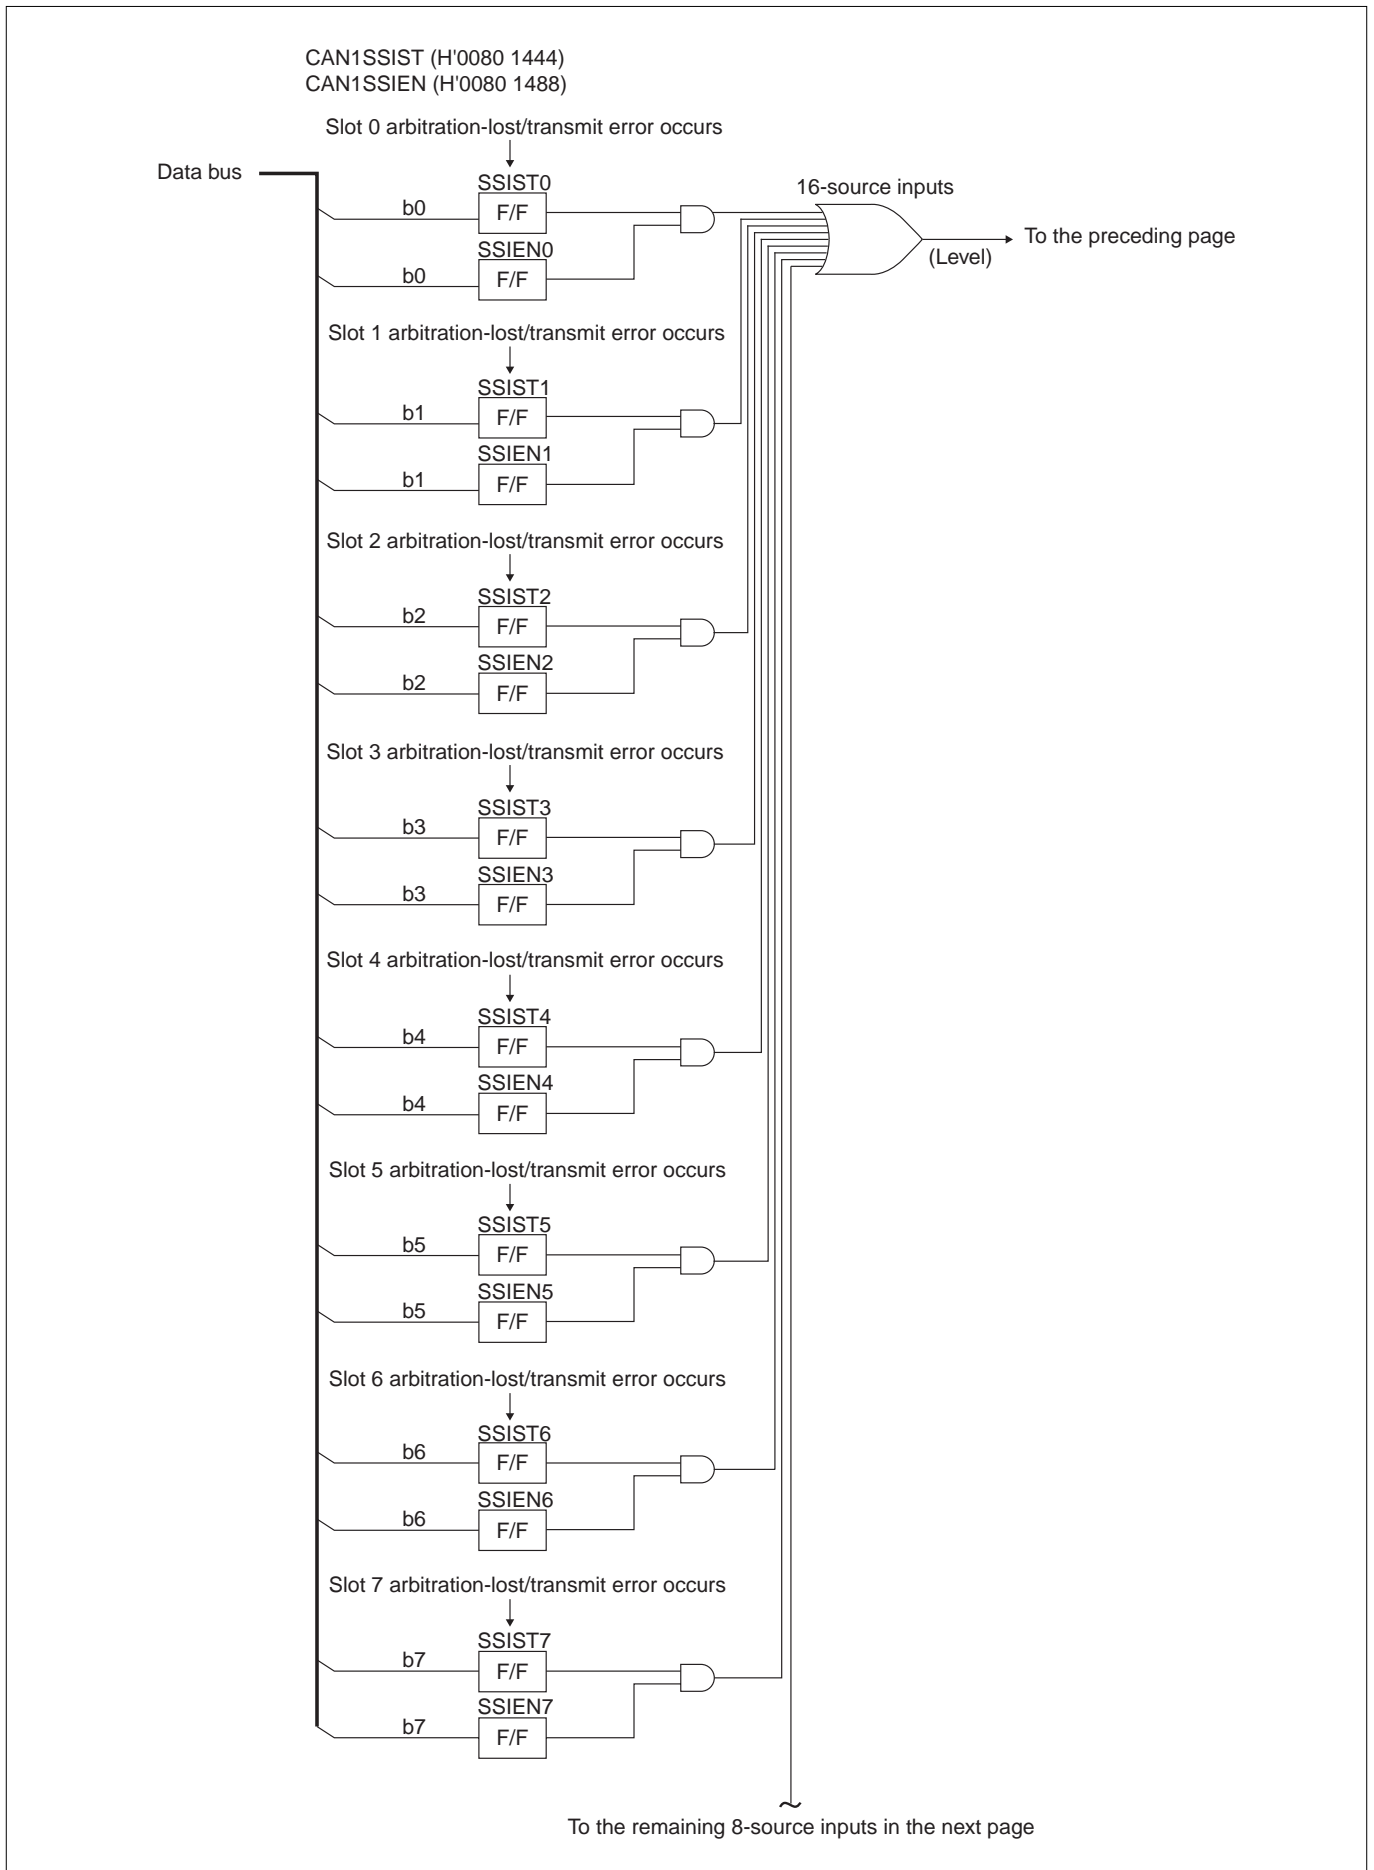 CAN1SSIST (H'0080 1444)
CAN1SSIEN (H'0080 1488)
Slot 0 arbitration-lost/transmit error occurs
Data bus
SSIST0
16-source inputs
b0
F/F
To the preceding page
(Level)
SSIEN0
b0
F/F
Slot 1 arbitration-lost/transmit error occurs
SSIST1
b1
F/F
SSIEN1
b1
F/F
Slot 2 arbitration-lost/transmit error occurs
SSIST2
b2
F/F
SSIEN2
b2
F/F
Slot 3 arbitration-lost/transmit error occurs
SSIST3
b3
F/F
SSIEN3
b3
F/F
Slot 4 arbitration-lost/transmit error occurs
SSIST4
b4
F/F
SSIEN4
b4
F/F
Slot 5 arbitration-lost/transmit error occurs
SSIST5
b5
F/F
SSIEN5
b5
F/F
Slot 6 arbitration-lost/transmit error occurs
SSIST6
b6
F/F
SSIEN6
b6
F/F
Slot 7 arbitration-lost/transmit error occurs
SSIST7
b7
F/F
SSIEN7
b7
F/F
To the remaining 8-source inputs in the next page